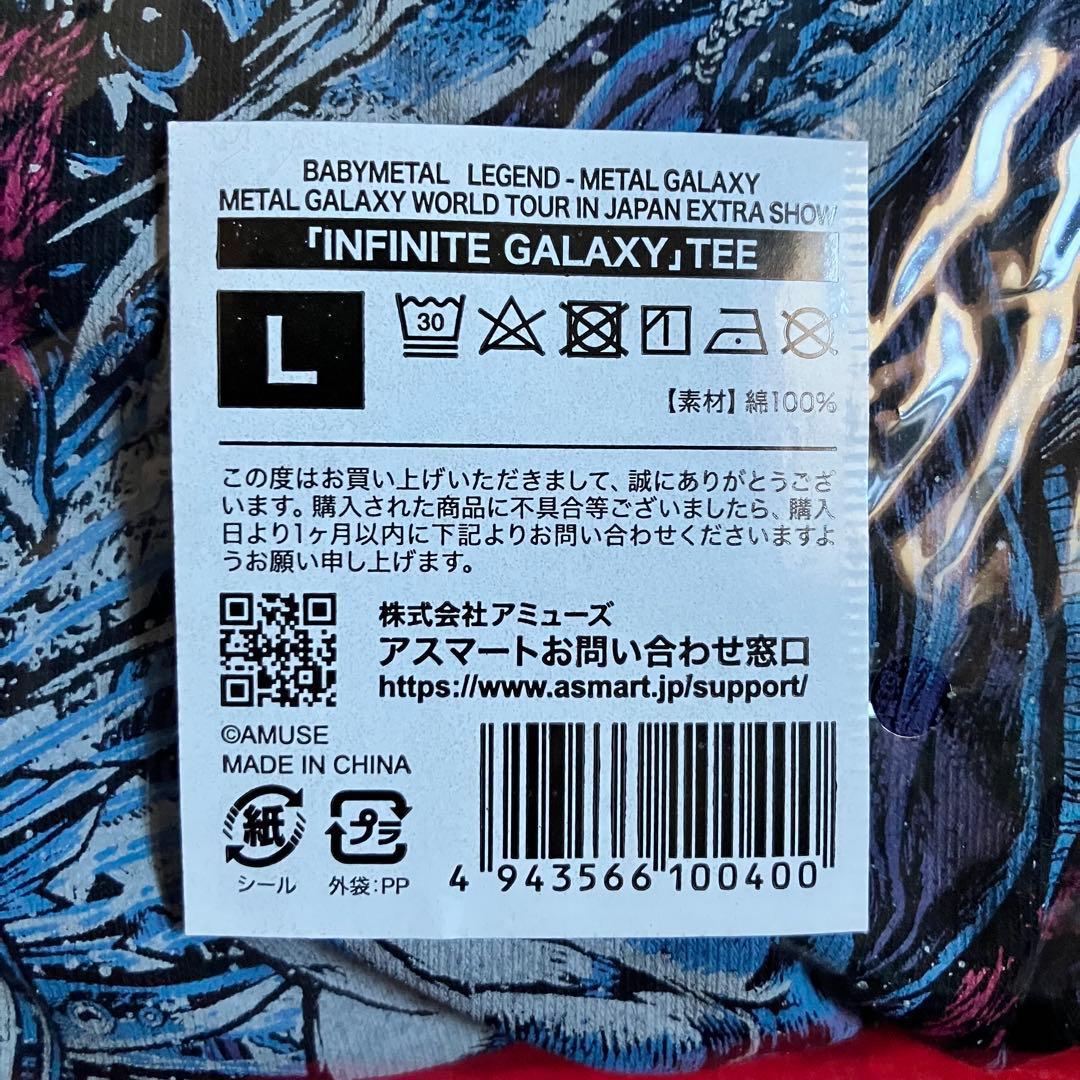 BABYMETAL LEGEND - METAL GALAXY
METAL GALAXY WORLD TOUR IN JAPAN EXTRA SHOW
「INFINITE GALAXY」TEE
L
30
【素材】綿100%
この度はお買い上げいただきまして、誠にありがとうござ
います。購入された商品に不具合等ございましたら、購入
日より1ヶ月以内に下記よりお問い合わせくださいますよ
うお願い申し上げます。
株式会社アミューズ
アスマートお問い合わせ窓口
https://www.asmart.jp/support/
©AMUSE
MADE IN CHINA
紙
プラ
シール
外袋：PP
4 943566 100400